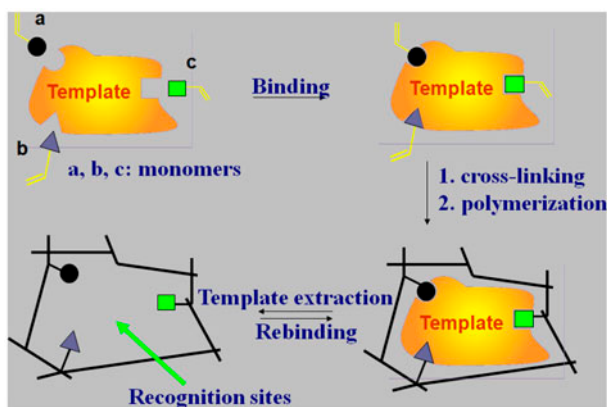 a
Template
c
b
a, b, c: monomers
Binding
Template
1. cross-linking
2. polymerization
Template extraction
Rebinding
Recognition sites
Template